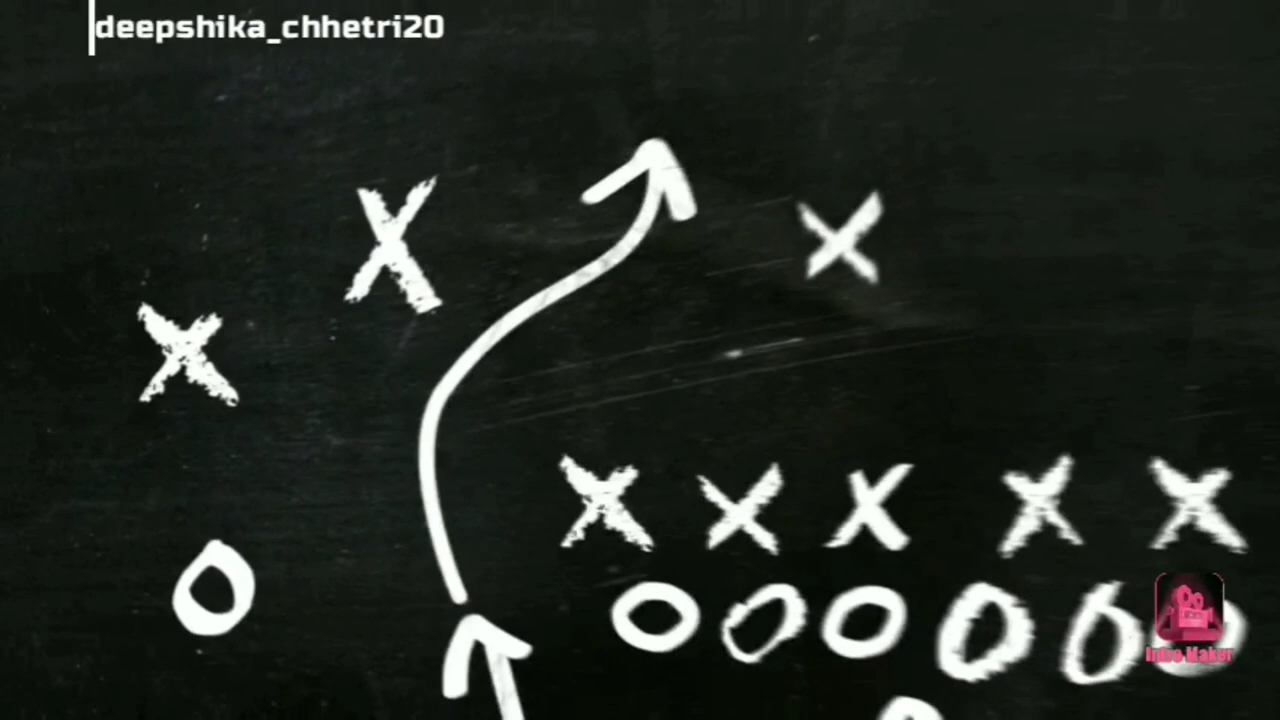 deepshika_chhetri20
X X
X
X X X X X
O O O O O O O
Intro Maker